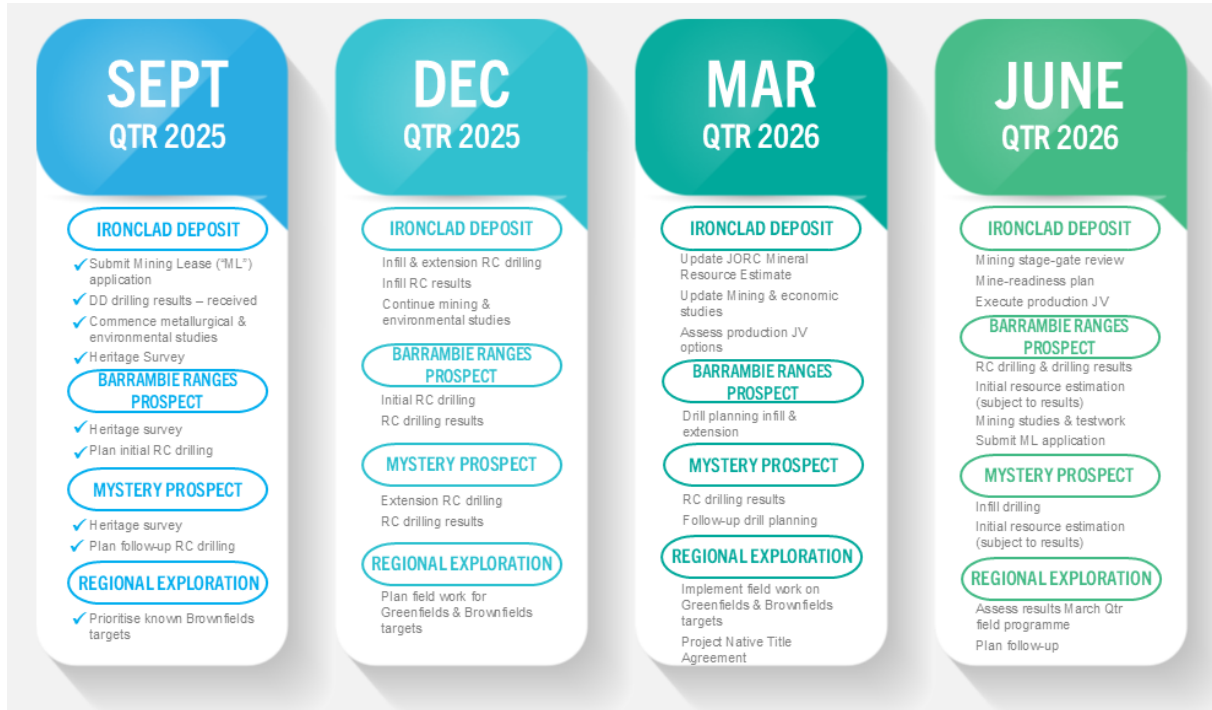 SEPT
QTR 2025
IRONCLAD DEPOSIT
Submit Mining Lease (“ML”)
application
DD drilling results – received
Commence metallurgical &
environmental studies
Heritage Survey
BARRAMBIE RANGES
PROSPECT
Heritage survey
Plan initial RC drilling
MYSTERY PROSPECT
Heritage survey
Plan follow-up RC drilling
REGIONAL EXPLORATION
Prioritise known Brownfields
targets
DEC
QTR 2025
IRONCLAD DEPOSIT
Infill & extension RC drilling
Infill RC results
Continue mining &
environmental studies
BARRAMBIE RANGES
PROSPECT
Initial RC drilling
RC drilling results
MYSTERY PROSPECT
Extension RC drilling
RC drilling results
REGIONAL EXPLORATION
Plan field work for
Greenfields & Brownfields
targets
MAR
QTR 2026
IRONCLAD DEPOSIT
Update JORC Mineral
Resource Estimate
Update Mining & economic
studies
Assess production JV
options
BARRAMBIE RANGES
PROSPECT
Drill planning infill &
extension
MYSTERY PROSPECT
RC drilling results
Follow-up drill planning
REGIONAL EXPLORATION
Implement field work on
Greenfields & Brownfields
targets
Project Native Title
Agreement
JUNE
QTR 2026
IRONCLAD DEPOSIT
Mining stage-gate review
Mine-readiness plan
Execute production JV
BARRAMBIE RANGES
PROSPECT
RC drilling & drilling results
Initial resource estimation
(subject to results)
Mining studies & testwork
Submit ML application
MYSTERY PROSPECT
Infill drilling
Initial resource estimation
(subject to results)
REGIONAL EXPLORATION
Assess results March Qtr
field programme
Plan follow-up